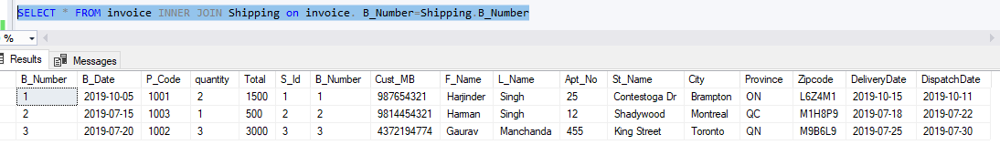 SELECT * FROM invoice INNER JOIN Shipping on invoice. B_Number=Shipping.B_Number
%
Results Messages
B_Number B_Date P_Code quantity Total S_Id B_Number Cust_MB F_Name L_Name Apt_No St_Name City Province Zipcode DeliveryDate DispatchDate
1 2019-10-05 1001 2 1500 1 1 987654321 Harjinder Singh 25 Contestoga Dr Brampton ON L6Z4M1 2019-10-15 2019-10-11
2 2019-07-15 1003 1 500 2 2 9814454321 Harman Singh 12 Shadywood Montreal QC M1H8P9 2019-07-18 2019-07-22
3 2019-07-20 1002 3 3000 3 3 4372194774 Gaurav Manchanda 455 King Street Toronto QN M9B6L9 2019-07-25 2019-07-30